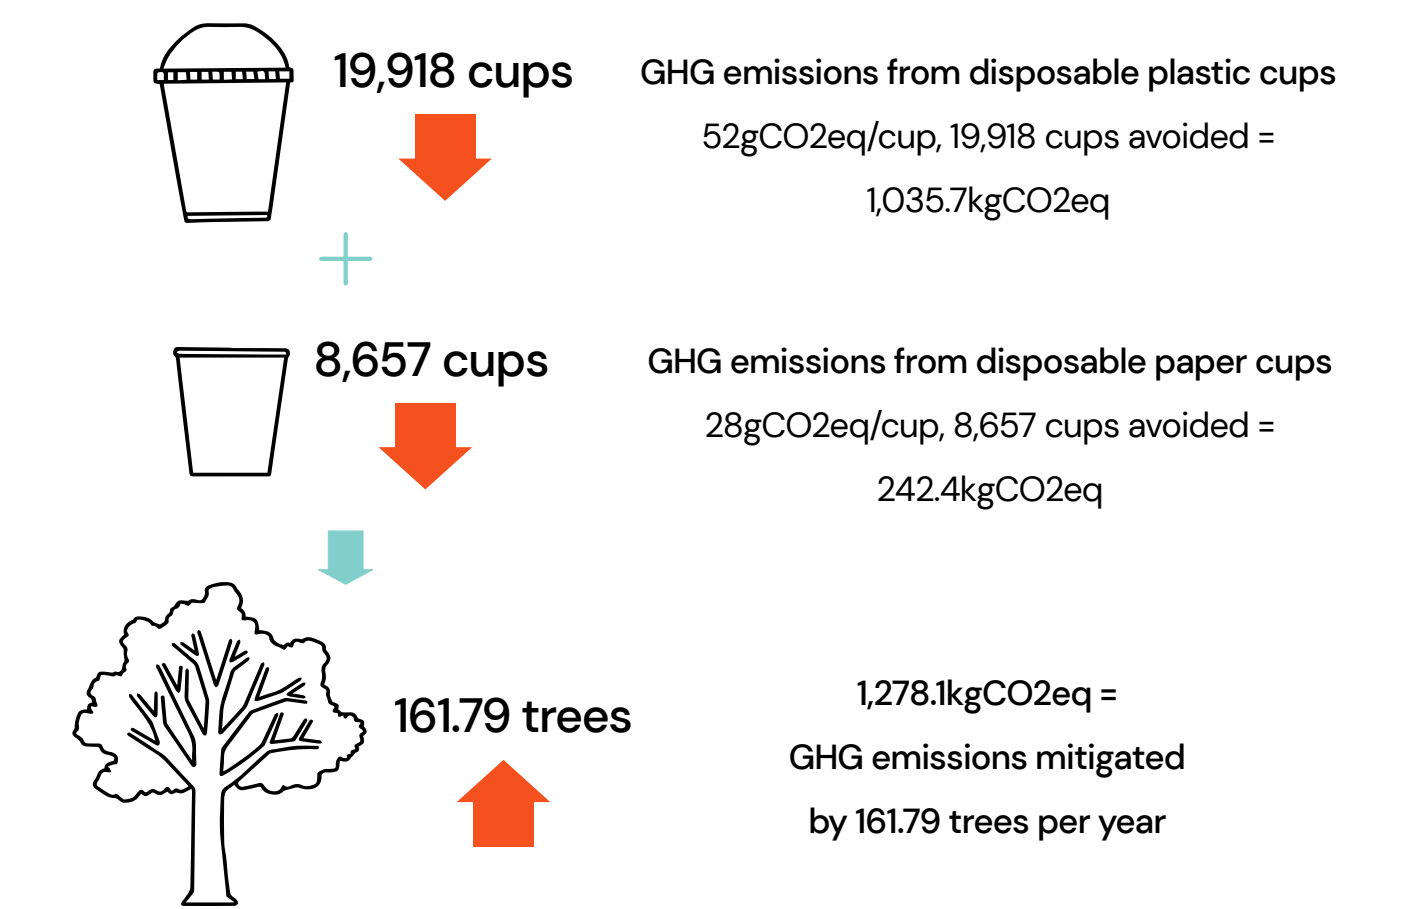 19,918 cups
GHG emissions from disposable plastic cups
52gCO2eq/cup, 19,918 cups avoided =
1,035.7kgCO2eq
8,657 cups
GHG emissions from disposable paper cups
28gCO2eq/cup, 8,657 cups avoided =
242.4kgCO2eq
161.79 trees
1,278.1kgCO2eq =
GHG emissions mitigated
by 161.79 trees per year